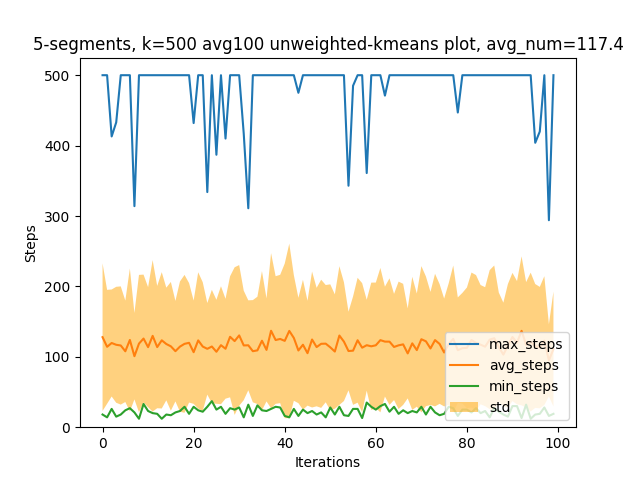 5-segments, k=500 avg100 unweighted-kmeans plot, avg_num=117.4
500
400
300
200
100
0
Steps
max_steps
avg_steps
min_steps
std
0
20
40
60
80
100
Iterations